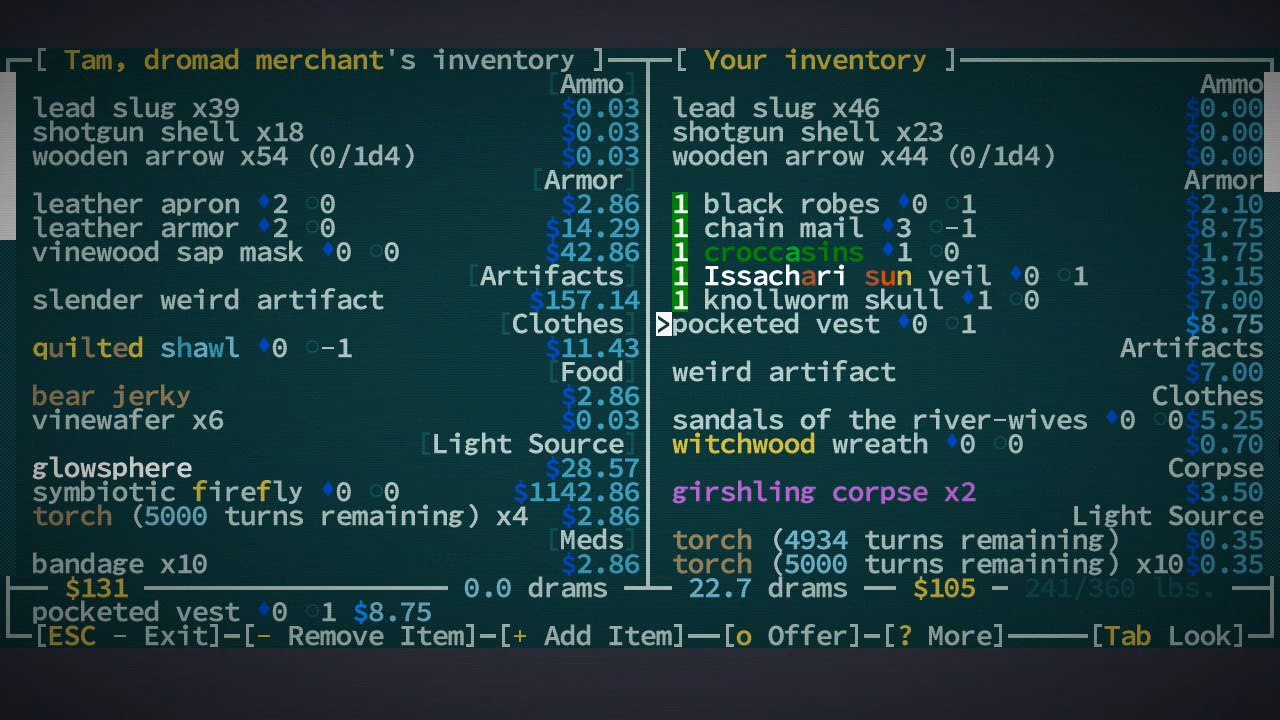 [ Tam, dromad merchant's inventory ]
[Ammo]
lead slug x39 $0.03
shotgun shell x18 $0.03
wooden arrow x54 (0/1d4) $0.03
[Armor]
leather apron ♦2 ○0 $2.86
leather armor ♦2 ○0 $14.29
vinewood sap mask ♦0 ○0 $42.86
[Artifacts]
slender weird artifact $157.14
[Clothes]
quilted shawl ♦0 ○-1 $11.43
[Food]
bear jerky $2.86
vinewafer x6 $0.03
[Light Source]
glowsphere $28.57
symbiotic firefly ♦0 ○0 $1142.86
torch (5000 turns remaining) x4 $2.86
[Meds]
bandage x10 $2.86
$131 0.0 drams
[ Your inventory ]
Ammo
lead slug x46 $0.00
shotgun shell x23 $0.00
wooden arrow x44 (0/1d4) $0.00
Armor
1 black robes ♦0 ○1 $2.10
1 chain mail ♦3 ○-1 $8.75
1 croccasins ♦1 ○0 $1.75
1 Issachari sun veil ♦0 ○1 $3.15
1 knollworm skull ♦1 ○0 $7.00
>pocketed vest ♦0 ○1 $8.75
Artifacts
weird artifact $7.00
Clothes
sandals of the river-wives ♦0 ○0 $5.25
witchwood wreath ♦0 ○0 $0.70
Corpse
girshling corpse x2 $3.50
Light Source
torch (4934 turns remaining) $0.35
torch (5000 turns remaining) x10 $0.35
22.7 drams — $105 — 241/360 lbs.
pocketed vest ♦0 ○1 $8.75
[ESC - Exit]—[- Remove Item]—[+ Add Item]—[o Offer]—[? More]—[Tab Look]